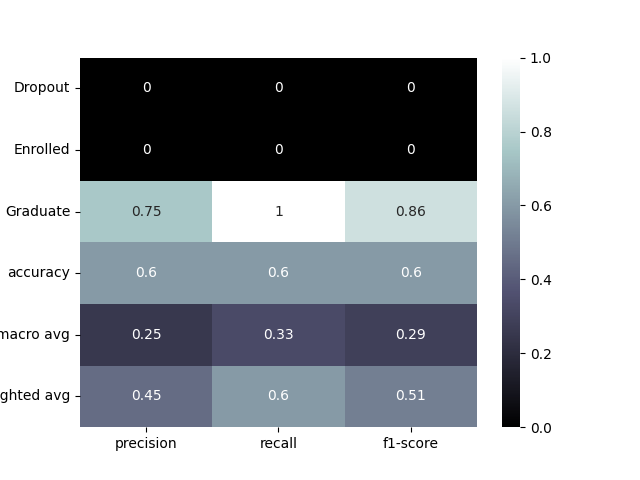 Dropout 0 0 0
Enrolled 0 0 0
Graduate 0.75 1 0.86
accuracy 0.6 0.6 0.6
macro avg 0.25 0.33 0.29
ghted avg 0.45 0.6 0.51
precision recall f1-score
1.0
0.8
0.6
0.4
0.2
0.0